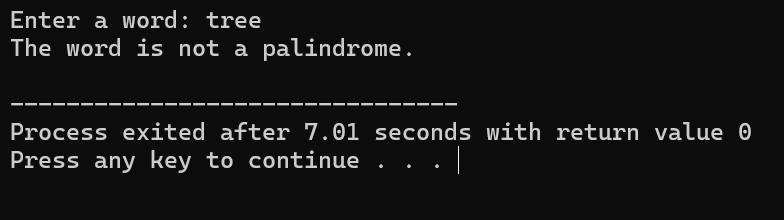 Enter a word: tree
The word is not a palindrome.
--------------------------------
Process exited after 7.01 seconds with return value 0
Press any key to continue . . .